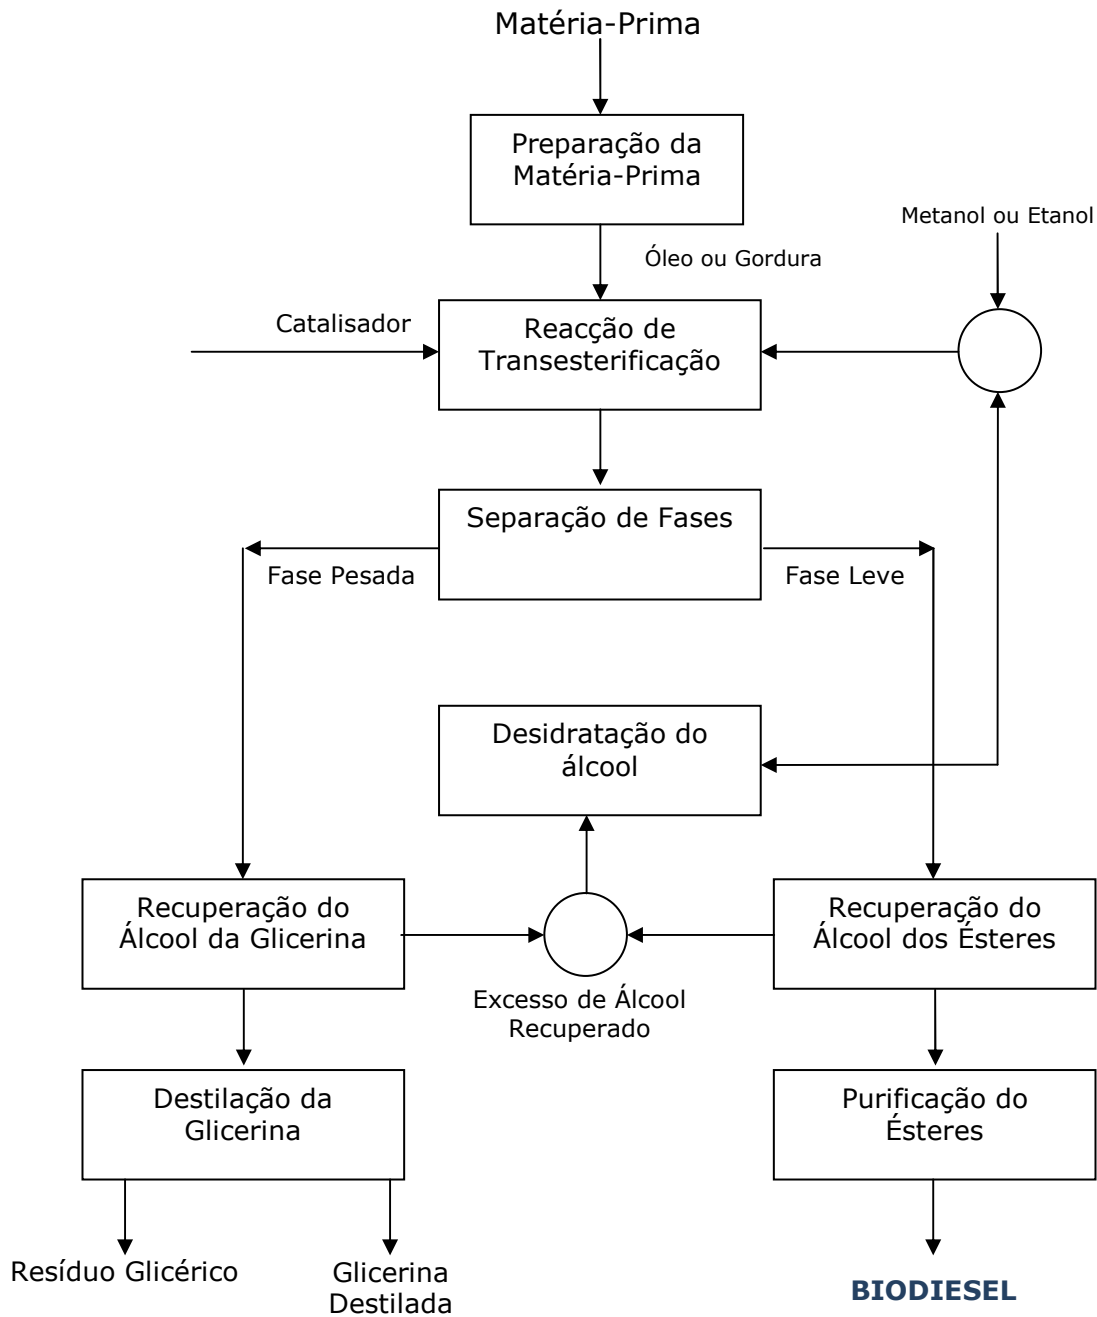 Matéria-Prima
Preparação da
Matéria-Prima
Metanol ou Etanol
Óleo ou Gordura
Catalisador
Reacção de
Transesterificação
Separação de Fases
Fase Pesada
Fase Leve
Desidratação do
álcool
Recuperação do
Álcool da Glicerina
Recuperação do
Álcool dos Ésteres
Excesso de Álcool
Recuperado
Destilação da
Glicerina
Purificação do
Ésteres
Resíduo Glicérico
Glicerina
Destilada
BIODIESEL